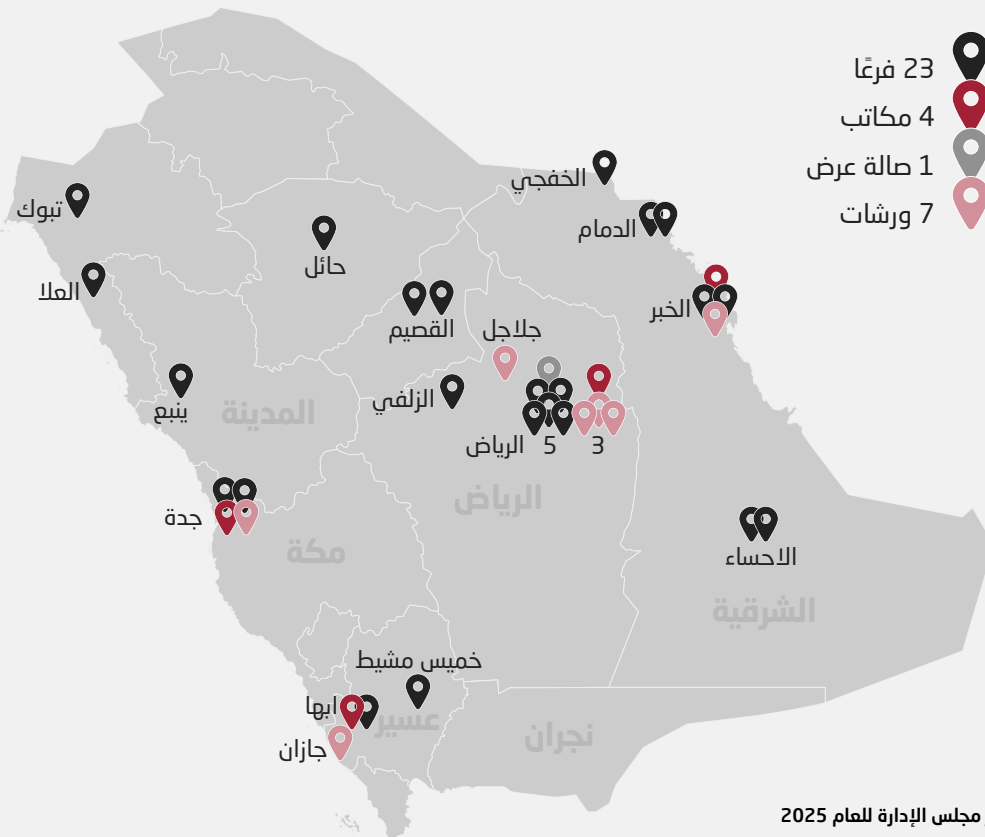 23 فرعًا
4 مكاتب
1 صالة عرض
7 ورشات
الخفجي
تبوك
الدمام
حائل
العلا
الخبر
القصيم
جلاجل
الزلفي
ينبع
المدينة
الرياض 5 3
الرياض
جدة
مكة
الاحساء
الشرقية
خميس مشيط
ابها
عسير
نجران
جازان
مجلس الإدارة للعام 2025